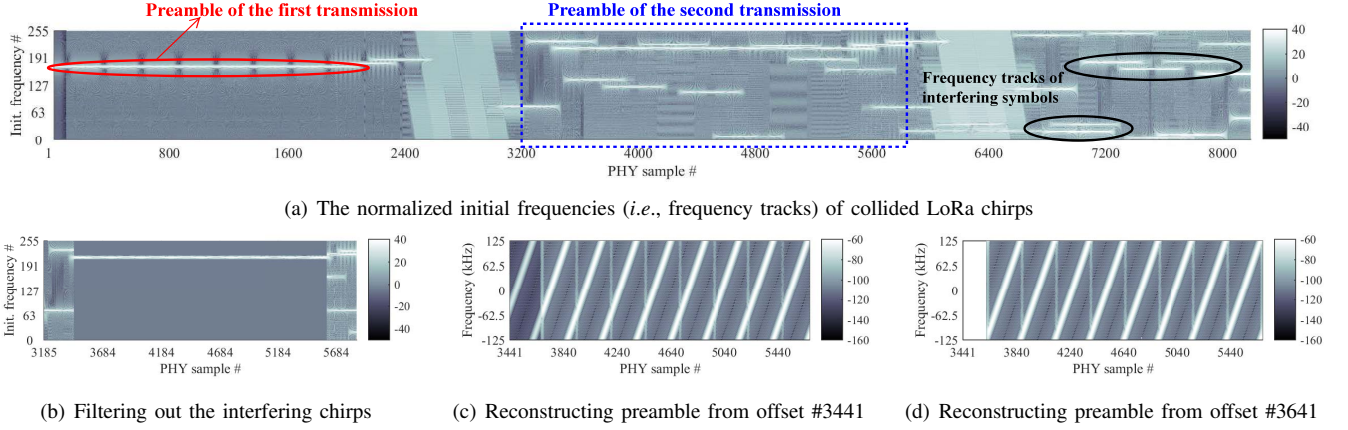 Preamble of the first transmission
Preamble of the second transmission
Init. frequency #
255
191
127
63
0
Frequency tracks of
interfering symbols
40
20
0
-20
-40
1 800 1600 2400 3200 4000 4800 5600 6400 7200 8000
PHY sample #
(a) The normalized initial frequencies (i.e., frequency tracks) of collided LoRa chirps
Init. frequency #
255
191
127
63
0
40
20
0
-20
-40
3185 3684 4184 4684 5184 5684
PHY sample #
(b) Filtering out the interfering chirps
Frequency (kHz)
125
62.5
0
-62.5
-125
-60
-80
-100
-120
-140
-160
3441 3840 4240 4640 5040 5440
PHY sample #
(c) Reconstructing preamble from offset #3441
Frequency (kHz)
125
62.5
0
-62.5
-125
-60
-80
-100
-120
-140
-160
3441 3840 4240 4640 5040 5440
PHY sample #
(d) Reconstructing preamble from offset #3641